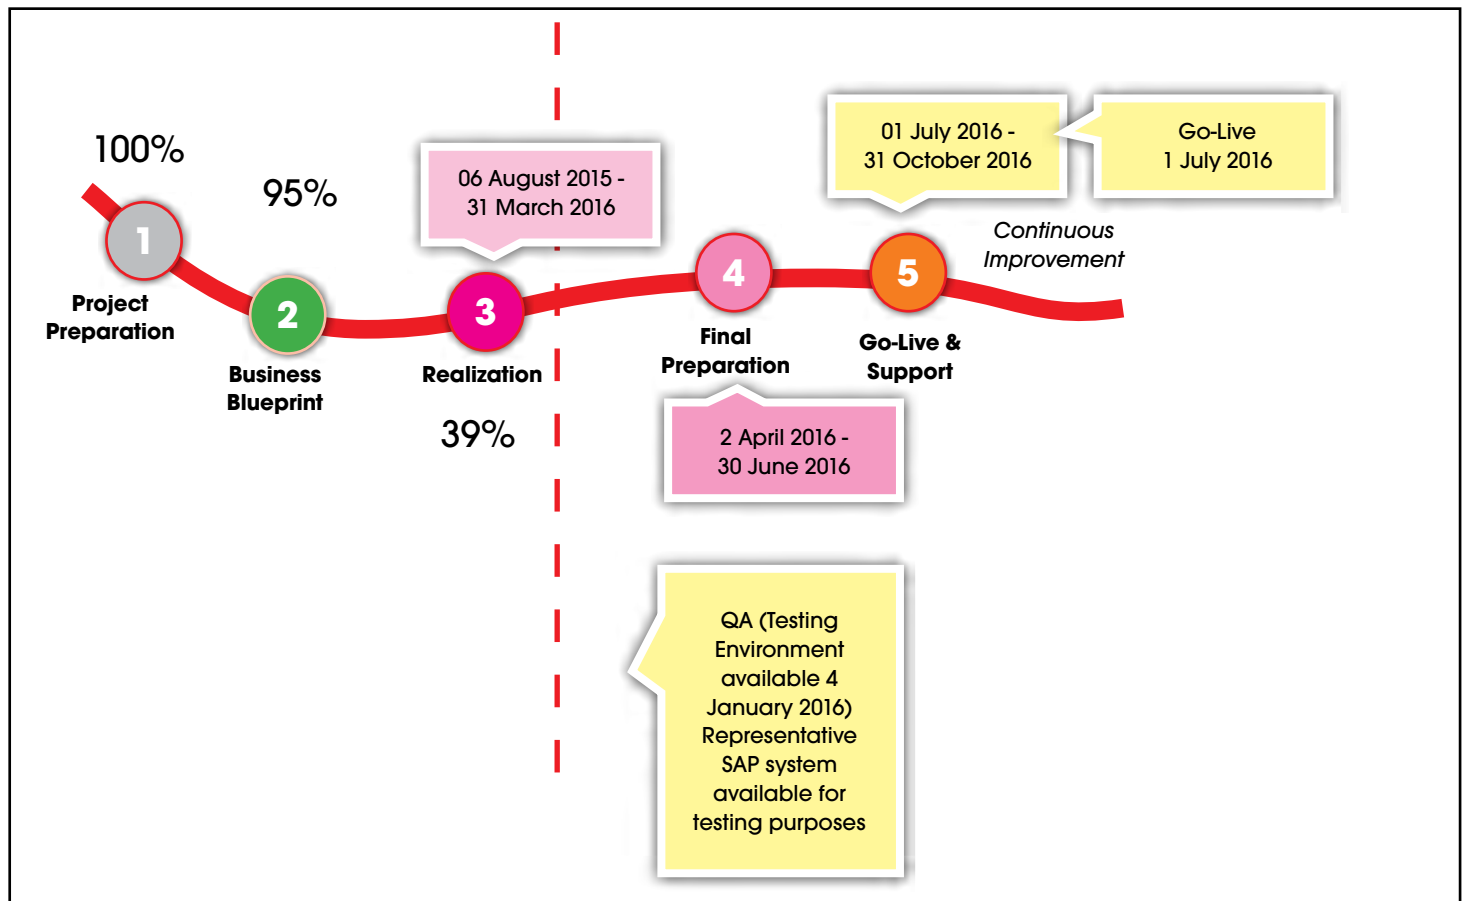 100%
1
Project
Preparation
95%
2
Business
Blueprint
06 August 2015 -
31 March 2016
3
Realization
39%
4
Final
Preparation
2 April 2016 -
30 June 2016
01 July 2016 -
31 October 2016
5
Go-Live &
Support
Go-Live
1 July 2016
Continuous
Improvement
QA (Testing
Environment
available 4
January 2016)
Representative
SAP system
available for
testing purposes